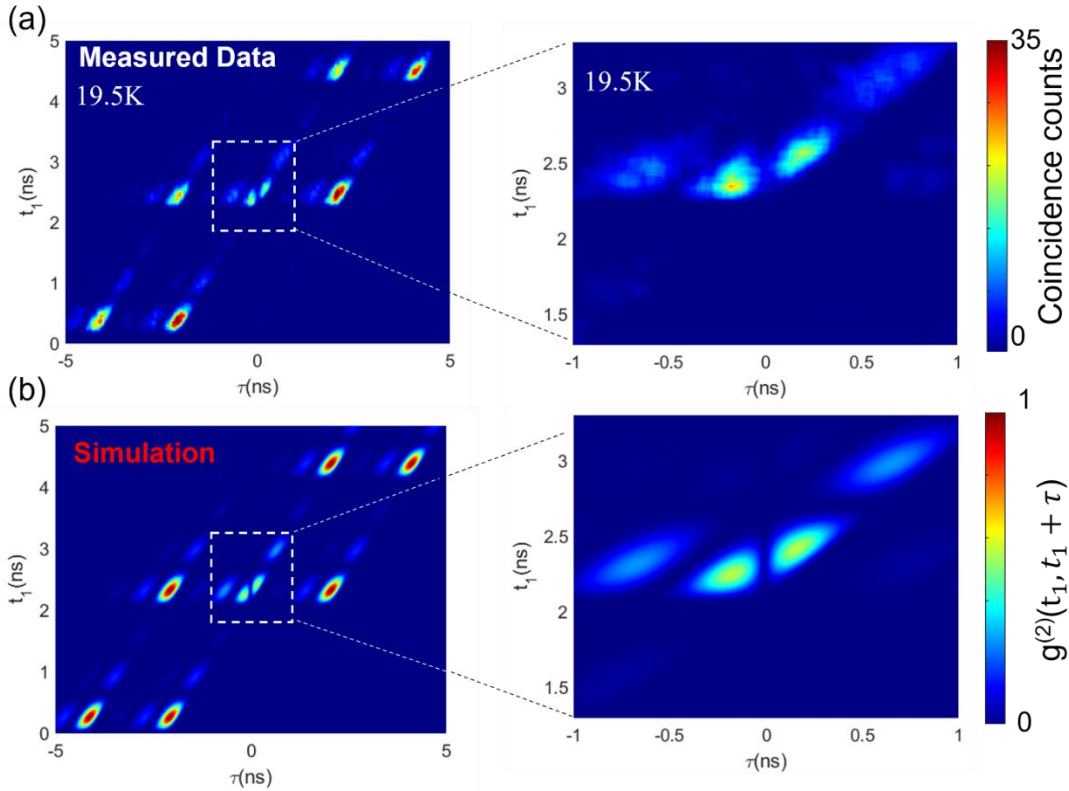 (a)
Measured Data
19.5K
5
4
3
2
1
0
t₁(ns)
-5
0
5
τ(ns)
19.5K
3
2.5
2
1.5
t₁(ns)
-1
-0.5
0
0.5
1
τ(ns)
35
0
Coincidence counts
(b)
Simulation
5
4
3
2
1
0
t₁(ns)
-5
0
5
τ(ns)
3
2.5
2
1.5
t₁(ns)
-1
-0.5
0
0.5
1
τ(ns)
1
0
g⁽²⁾(t₁, t₁ + τ)